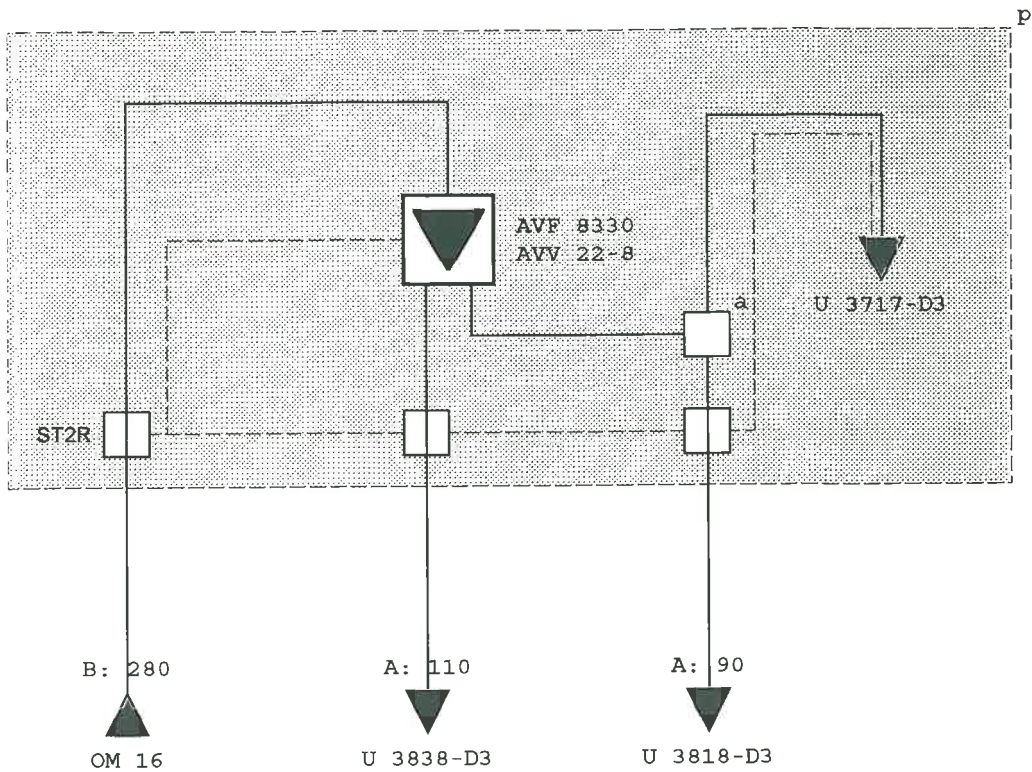 p
AVF 8330
AVV 22-8
a
U 3717-D3
ST2R
B: 280
A: 110
A: 90
OM 16
U 3838-D3
U 3818-D3